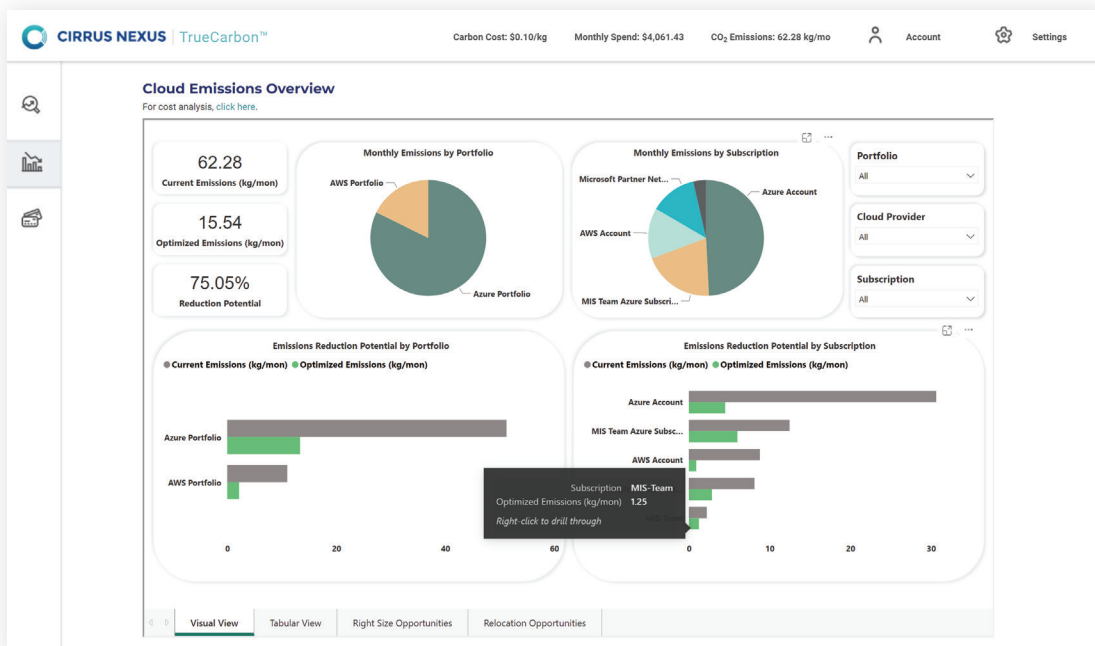 CIRRUS NEXUS | TrueCarbon™
Carbon Cost: $0.10/kg
Monthly Spend: $4,061.43
CO₂ Emissions: 62.28 kg/mo
Account
Settings
Cloud Emissions Overview
For cost analysis, click here.
62.28
Current Emissions (kg/mon)
15.54
Optimized Emissions (kg/mon)
75.05%
Reduction Potential
Monthly Emissions by Portfolio
AWS Portfolio
Azure Portfolio
Monthly Emissions by Subscription
Microsoft Partner Net...
Azure Account
AWS Account
MIS Team Azure Subscri...
Portfolio
All
Cloud Provider
All
Subscription
All
Emissions Reduction Potential by Portfolio
Current Emissions (kg/mon) Optimized Emissions (kg/mon)
Azure Portfolio
AWS Portfolio
0 20 40 60
Emissions Reduction Potential by Subscription
Current Emissions (kg/mon) Optimized Emissions (kg/mon)
Azure Account
MIS Team Azure Subsc...
AWS Account
Subscription MIS-Team
Optimized Emissions (kg/mon) 1.25
Right-click to drill through
0 10 20 30
Visual View
Tabular View
Right Size Opportunities
Relocation Opportunities